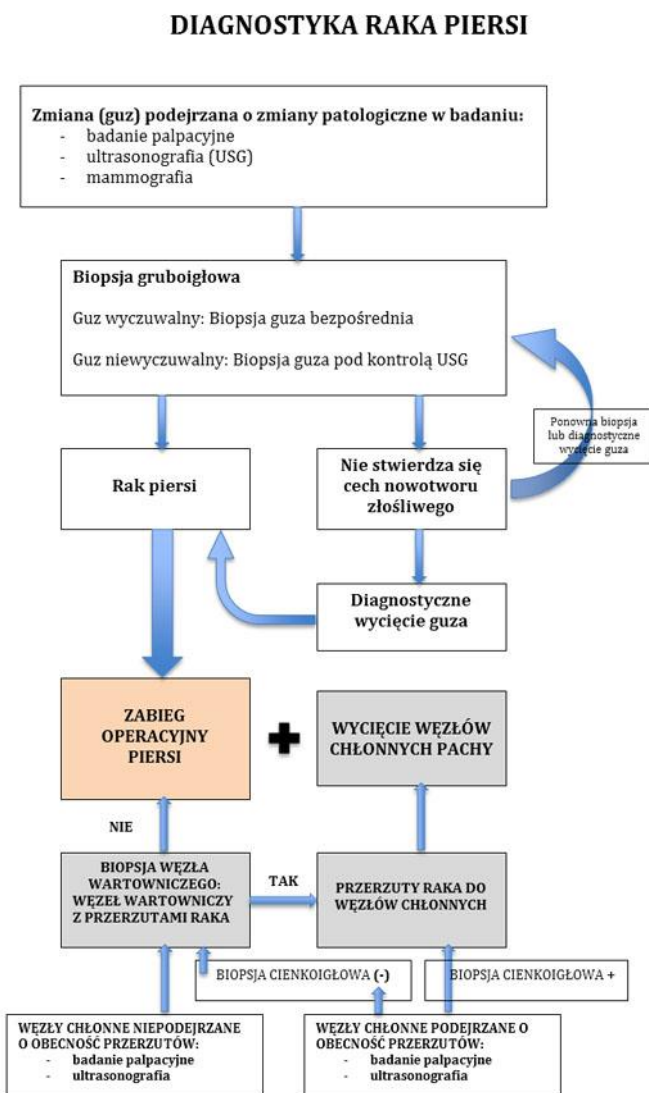 DIAGNOSTYKA RAKA PIERSI
Zmiana (guz) podejrzana o zmiany patologiczne w badaniu:
- badanie palpacyjne
- ultrasonografia (USG)
- mammografia
Biopsja gruboigłowa
Guz wyczuwalny: Biopsja guza bezpośrednia
Guz niewyczuwalny: Biopsja guza pod kontrolą USG
Ponowna biopsja
lub diagnostyczne
wycięcie guza
Rak piersi
Nie stwierdza się
cech nowotworu
złośliwego
Diagnostyczne
wycięcie guza
ZABIEG
OPERACYJNY
PIERSI
WYCIĘCIE WĘZŁÓW
CHŁONNYCH PACHY
NIE
BIOPSJA WĘZŁA
WARTOWNICZEGO:
WĘZEŁ WARTOWNICZY
Z PRZERZUTAMI RAKA
TAK
PRZERZUTY RAKA DO
WĘZŁÓW CHŁONNYCH
BIOPSJA CIENKOIGŁOWA (-)
BIOPSJA CIENKOIGŁOWA +
WĘZŁY CHŁONNE NIEPODEJRZANE
O OBECNOŚĆ PRZERZUTÓW:
- badanie palpacyjne
- ultrasonografia
WĘZŁY CHŁONNE PODEJRZANE O
OBECNOŚĆ PRZERZUTÓW:
- badanie palpacyjne
- ultrasonografia